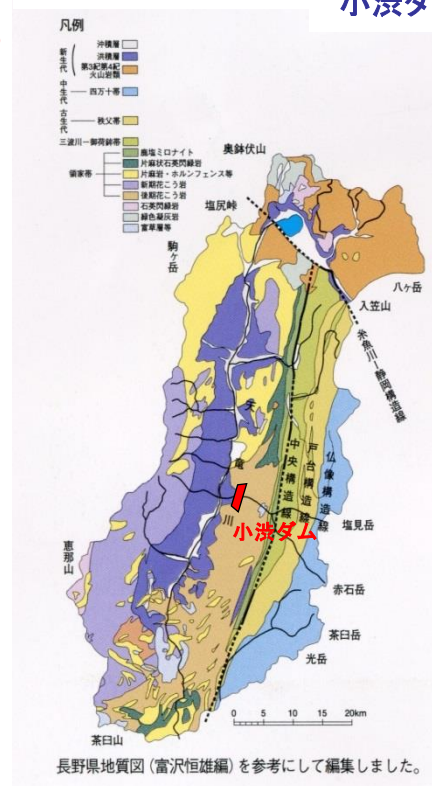 小渋ダ
凡例
新生代
沖積層
洪積層
第3紀第4紀
火山岩類
中生代
四万十帯
古生代
秩父帯
三波川ー御荷鉾帯
領家帯
鹿塩ミロナイト
片麻状石英閃緑岩
片麻岩・ホルンフェンス等
新期花こう岩
後期花こう岩
石英閃緑岩
緑色凝灰岩
富草層等
奥鉢伏山
塩尻峠
駒ヶ岳
八ヶ岳
入笠山
糸魚川ー静岡構造線
天
竜
川
中央構造線
戸台構造線
仏像構造線
小渋ダム
塩見岳
恵那山
赤石岳
茶臼岳
光岳
茶臼山
0 5 10 15 20km
長野県地質図(富沢恒雄編)を参考にして編集しました。